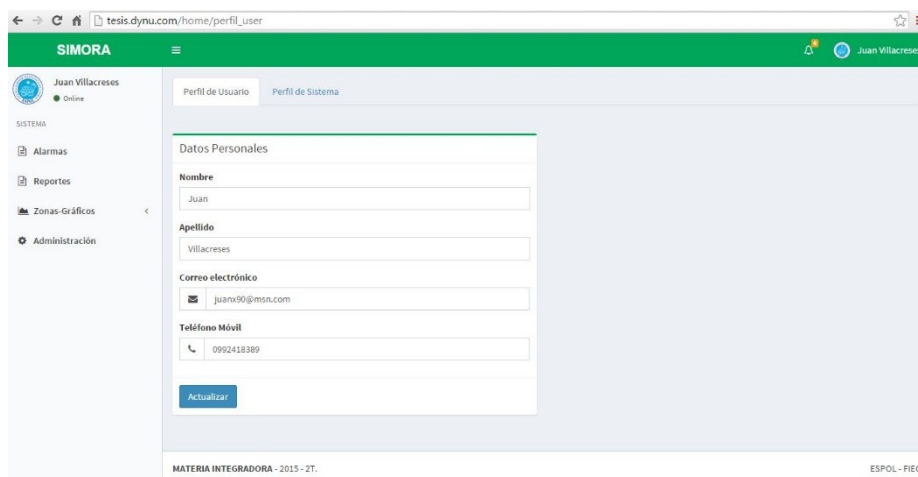 tesis.dynu.com/home/perfil_user
SIMORA
Juan Villacrese
Juan Villacreses
Online
SISTEMA
Alarmas
Reportes
Zonas-Gráficos
Administración
Perfil de Usuario Perfil de Sistema
Datos Personales
Nombre
Juan
Apellido
Villacreses
Correo electrónico
juanx90@msn.com
Teléfono Móvil
0992418389
Actualizar
MATERIA INTEGRADORA - 2015 - 2T.
ESPOL - FIEC